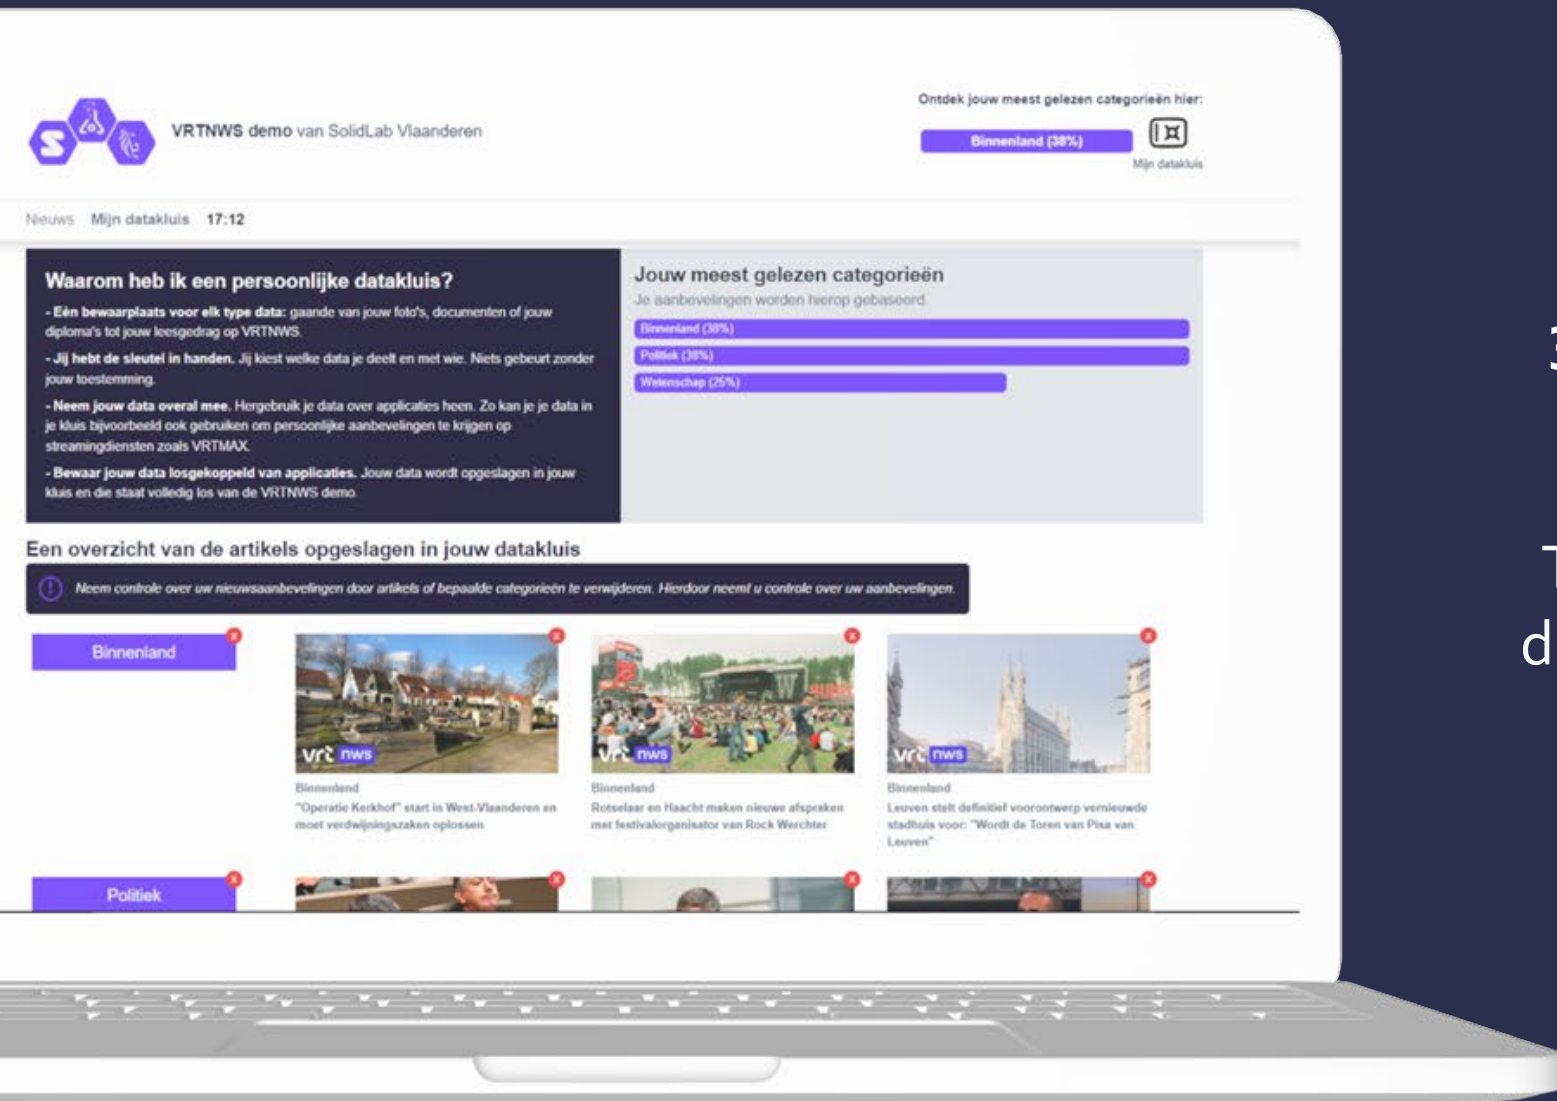 VRTNWS demo van SolidLab Vlaanderen
Ontdek jouw meest gelezen categorieën hier:
Binnenland (38%)
Mijn datakluis
Nieuws Mijn datakluis 17:12
Waarom heb ik een persoonlijke datakluis?
- Eén bewaarplaats voor elk type data: gaande van jouw foto's, documenten of jouw
diploma's tot jouw leesgedrag op VRTNWS.
- Jij hebt de sleutel in handen. Jij kiest welke data je deelt en met wie. Niets gebeurt zonder
jouw toestemming.
- Neem jouw data overal mee. Hergebruik je data over applicaties heen. Zo kan je je data in
je kluis bijvoorbeeld ook gebruiken om persoonlijke aanbevelingen te krijgen op
streamingdiensten zoals VRTMAX.
- Bewaar jouw data losgekoppeld van applicaties. Jouw data wordt opgeslagen in jouw
kluis en die staat volledig los van de VRTNWS demo.
Jouw meest gelezen categorieën
Je aanbevelingen worden hierop gebaseerd.
Binnenland (38%)
Politiek (38%)
Wetenschap (25%)
Een overzicht van de artikels opgeslagen in jouw datakluis
Neem controle over uw nieuwsaanbevelingen door artikels of bepaalde categorieën te verwijderen. Hierdoor neemt u controle over uw aanbevelingen.
Binnenland
vrt nws
vrt nws
vrt nws
Binnenland
"Operatie Kerkhof" start in West-Vlaanderen en
moet verdwijningszaken oplossen
Binnenland
Rotselaar en Haacht maken nieuwe afspraken
met festivalorganisator van Rock Werchter
Binnenland
Leuven stelt definitief voorontwerp vernieuwde
stadhuis voor: "Wordt de Toren van Pisa van
Leuven"
Politiek